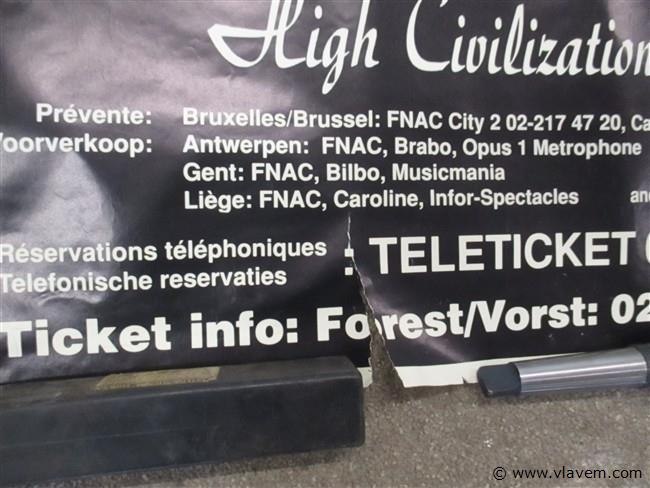 High Civilization
Prévente: Bruxelles/Brussel: FNAC City 2 02-217 47 20,
Voorverkoop: Antwerpen: FNAC, Brabo, Opus 1 Metrophone
Gent: FNAC, Bilbo, Musicmania
Liège: FNAC, Caroline, Infor-Spectacles
Réservations téléphoniques
Telefonische reservaties
: TELETICKET
Ticket info: Forest/Vorst: 02
© www.vlavem.com